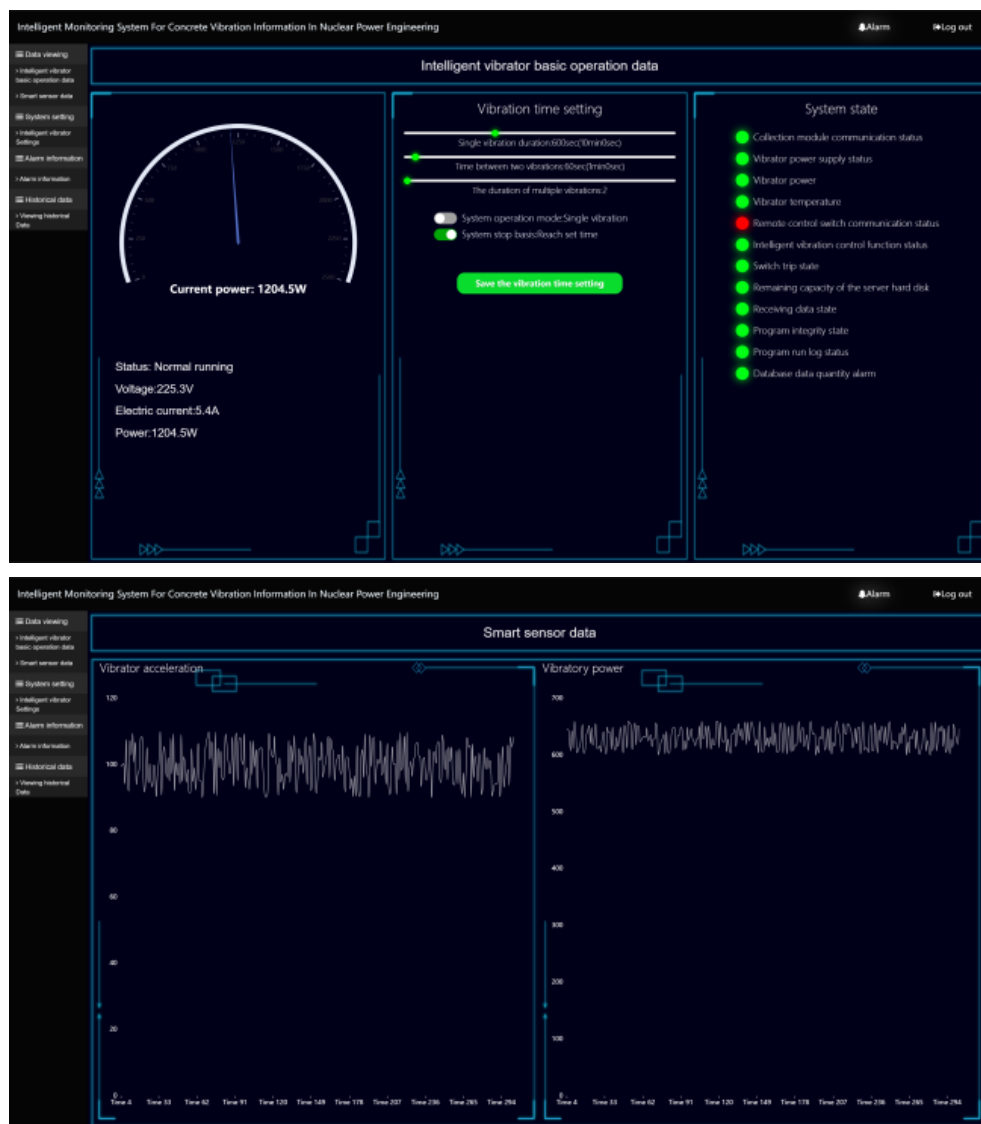 Intelligent Monitoring System For Concrete Vibration Information In Nuclear Power Engineering
Alarm
Log out
Data viewing
> Intelligent vibrator
basic operation data
> Smart sensor data
System setting
> Intelligent vibrator
Settings
Alarm information
> Alarm information
Historical data
> Viewing historical
Data
Intelligent vibrator basic operation data
1250
Current power: 1204.5W
Status: Normal running
Voltage:225.3V
Electric current:5.4A
Power:1204.5W
Vibration time setting
Single vibration duration:600sec(10min0sec)
Time between two vibrations:60sec(1min0sec)
The duration of multiple vibrations:2
System operation mode:Single vibration
System stop basis:Reach set time
Save the vibration time setting
System state
Collection module communication status
Vibrator power supply status
Vibrator power
Vibrator temperature
Remote control switch communication status
Intelligent vibration control function status
Switch trip state
Remaining capacity of the server hard disk
Receiving data state
Program integrity state
Program run log status
Database data quantity alarm
Intelligent Monitoring System For Concrete Vibration Information In Nuclear Power Engineering
Alarm
Log out
Data viewing
> Intelligent vibrator
basic operation data
> Smart sensor data
System setting
> Intelligent vibrator
Settings
Alarm information
> Alarm information
Historical data
> Viewing historical
Data
Smart sensor data
Vibrator acceleration
120
100
80
60
40
20
0
Time 4 Time 33 Time 62 Time 91 Time 120 Time 149 Time 178 Time 207 Time 236 Time 265 Time 294
Vibratory power
700
600
500
400
300
200
100
0
Time 4 Time 33 Time 62 Time 91 Time 120 Time 149 Time 178 Time 207 Time 236 Time 265 Time 294